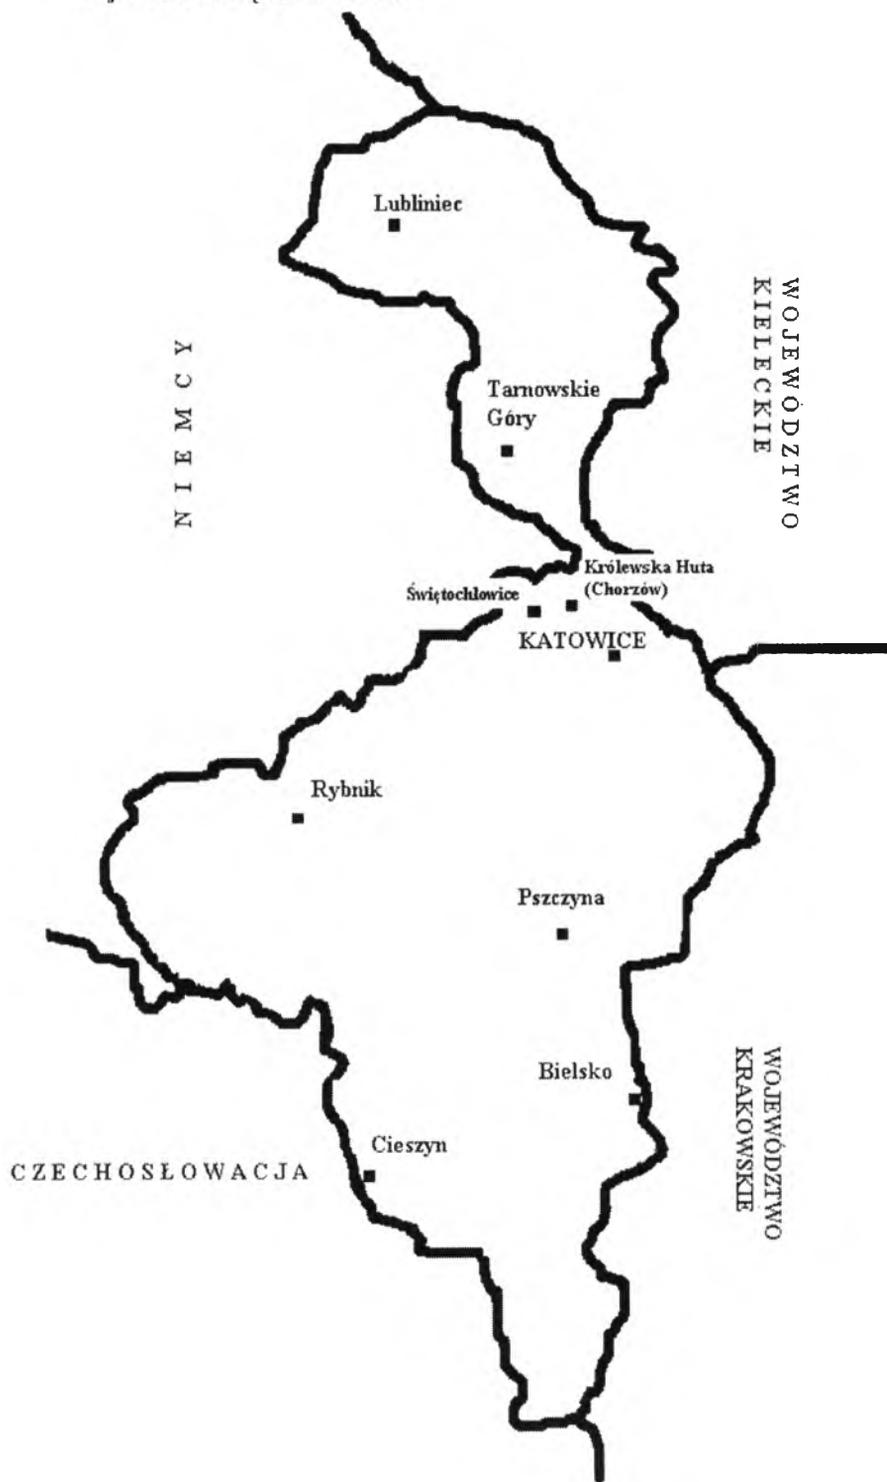 Lubliniec
WOJEWÓDZTWO
KIELECKIE
NIEMCY
Tarnowskie
Góry
Królewska Huta
(Chorzów)
Świętochłowice
KATOWICE
Rybnik
Pszczyna
Bielsko
WOJEWÓDZTWO
KRAKOWSKIE
Cieszyn
CZECHOSŁOWACJA